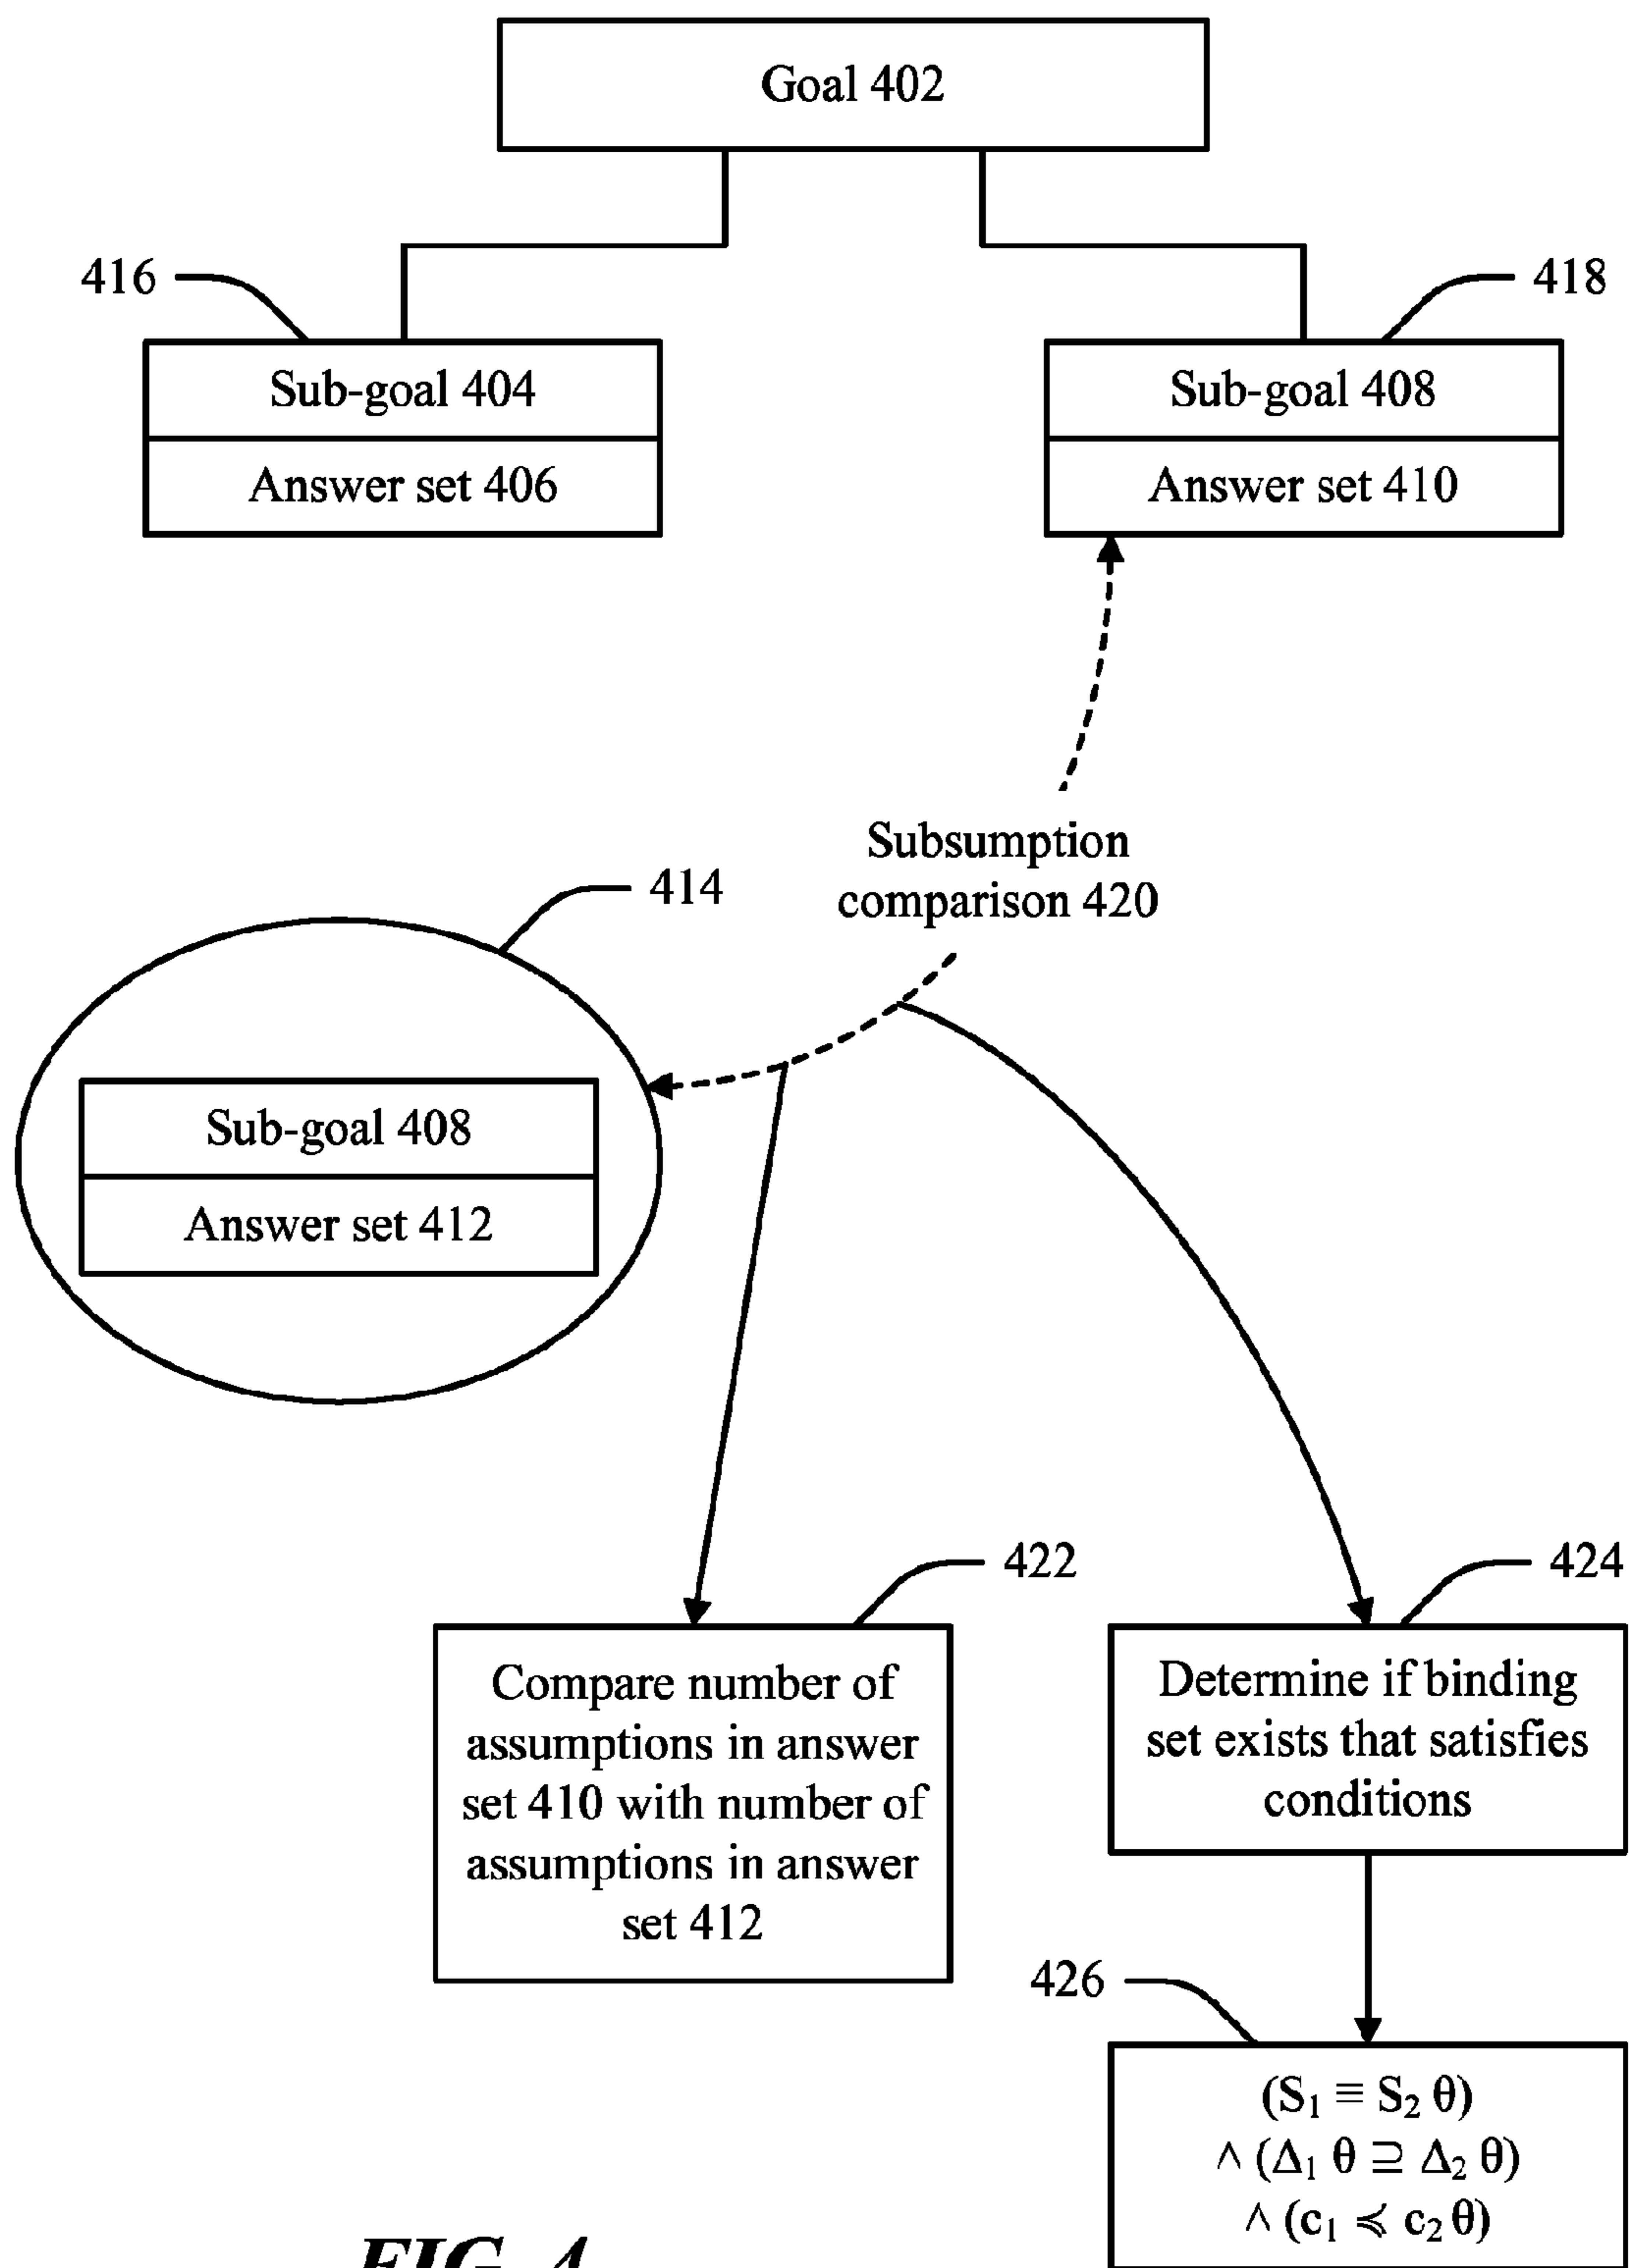 Goal 402
416
418
Sub-goal 404
Sub-goal 408
Answer set 406
Answer set 410
Subsumption
comparison 420
414
Sub-goal 408
Answer set 412
422
424
Compare number of
assumptions in answer
set 410 with number of
assumptions in answer
set 412
Determine if binding
set exists that satisfies
conditions
426
(S₁ ≡ S₂ θ)
∧ (Δ₁ θ ⊇ Δ₂ θ)
∧ (c₁ ≼ c₂ θ)
FIG. 4